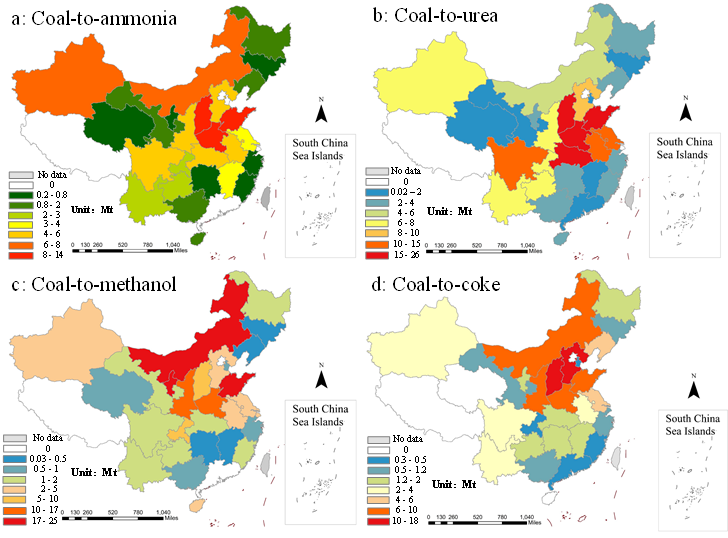 a: Coal-to-ammonia
N
South China
Sea Islands
No data
0
0.2 - 0.8
0.8 - 2
2 - 3
3 - 4
4 - 6
6 - 8
8 - 14
Unit：Mt
0 130 260 520 780 1,040
Miles
b: Coal-to-urea
N
South China
Sea Islands
No data
0
0.02 – 2
2 - 4
4 - 6
6 - 8
8 - 10
10 - 15
15 - 26
Unit：Mt
0 130 260 520 780 1,040
Miles
c: Coal-to-methanol
N
South China
Sea Islands
No data
0
0.03 - 0.5
0.5 - 1
1 - 2
2 - 5
5 - 10
10 - 17
17 - 25
Unit：Mt
0 130 260 520 780 1,040
Miles
d: Coal-to-coke
N
South China
Sea Islands
No data
0
0.3 - 0.5
0.5 - 1.2
1.2 - 2
2 - 4
4 - 6
6 - 10
10 - 18
Unit：Mt
0 130 260 520 780 1,040
Miles